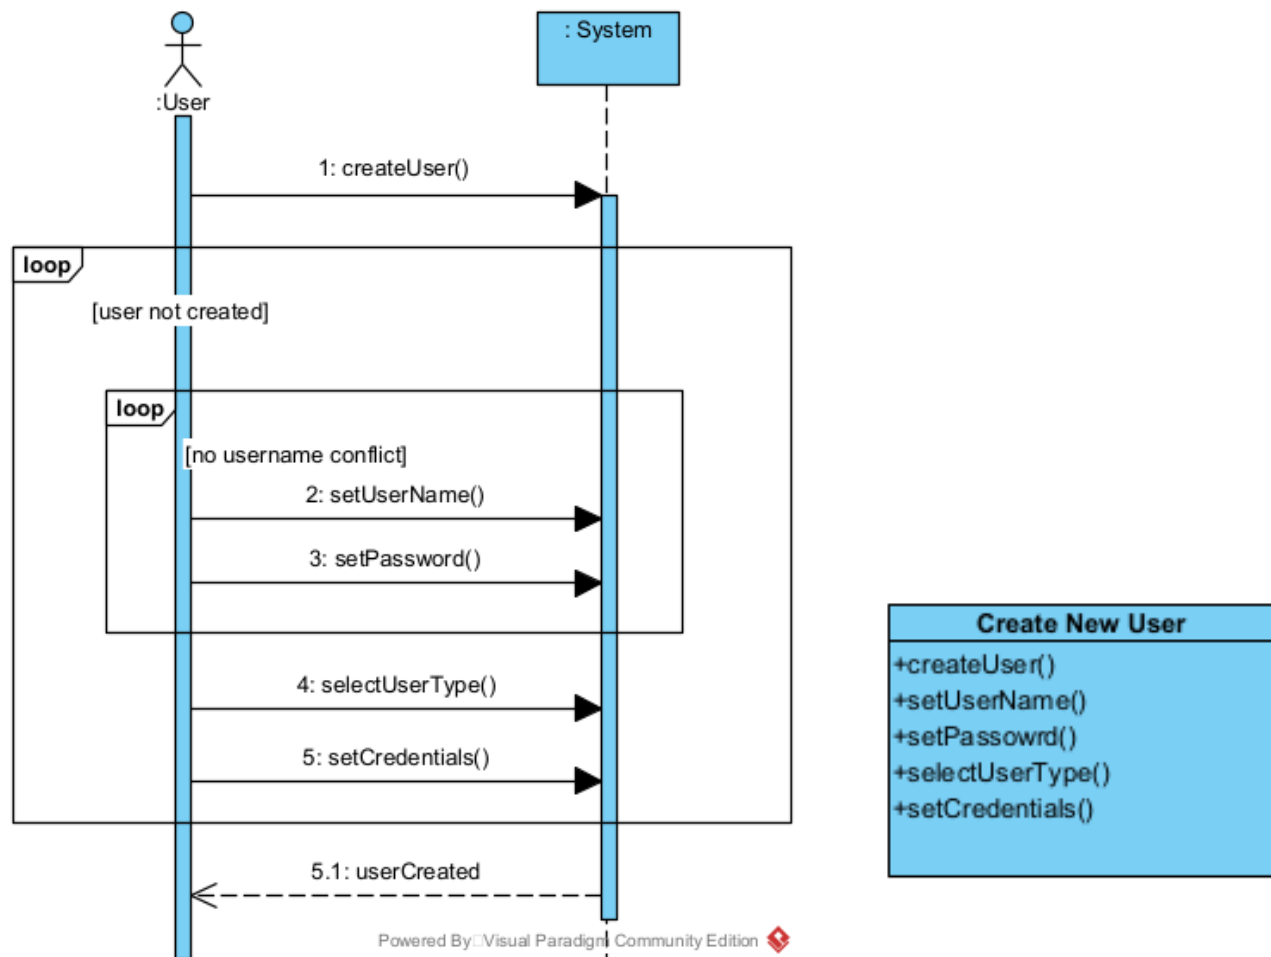 :User
: System
1: createUser()
loop
[user not created]
loop
[no username conflict]
2: setUserName()
3: setPassword()
4: selectUserType()
5: setCredentials()
5.1: userCreated
Create New User
+createUser()
+setUserName()
+setPassowrd()
+selectUserType()
+setCredentials()
Powered By Visual Paradigm Community Edition